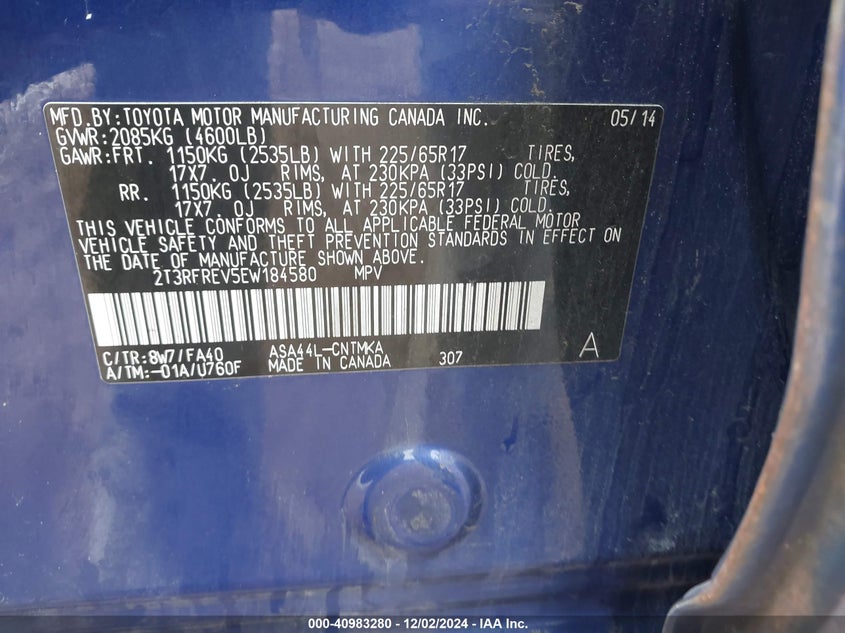 MFD.BY:TOYOTA MOTOR MANUFACTURING CANADA INC. 05/14
GVWR:2085KG (4600LB)
GAWR:FRT. 1150KG (2535LB) WITH 225/65R17 TIRES,
17X7.0J RIMS, AT 230KPA (33PSI) COLD.
RR. 1150KG (2535LB) WITH 225/65R17 TIRES,
17X7.0J RIMS, AT 230KPA (33PSI) COLD.
THIS VEHICLE CONFORMS TO ALL APPLICABLE FEDERAL MOTOR
VEHICLE SAFETY AND THEFT PREVENTION STANDARDS IN EFFECT ON
THE DATE OF MANUFACTURE SHOWN ABOVE.
2T3RFREV5EW184580 MPV
C/TR:8W7/FA40 ASA44L-CNTMKA A
A/TM:-01A/U760F MADE IN CANADA 307
000-40983280 - 12/02/2024 - IAA Inc.